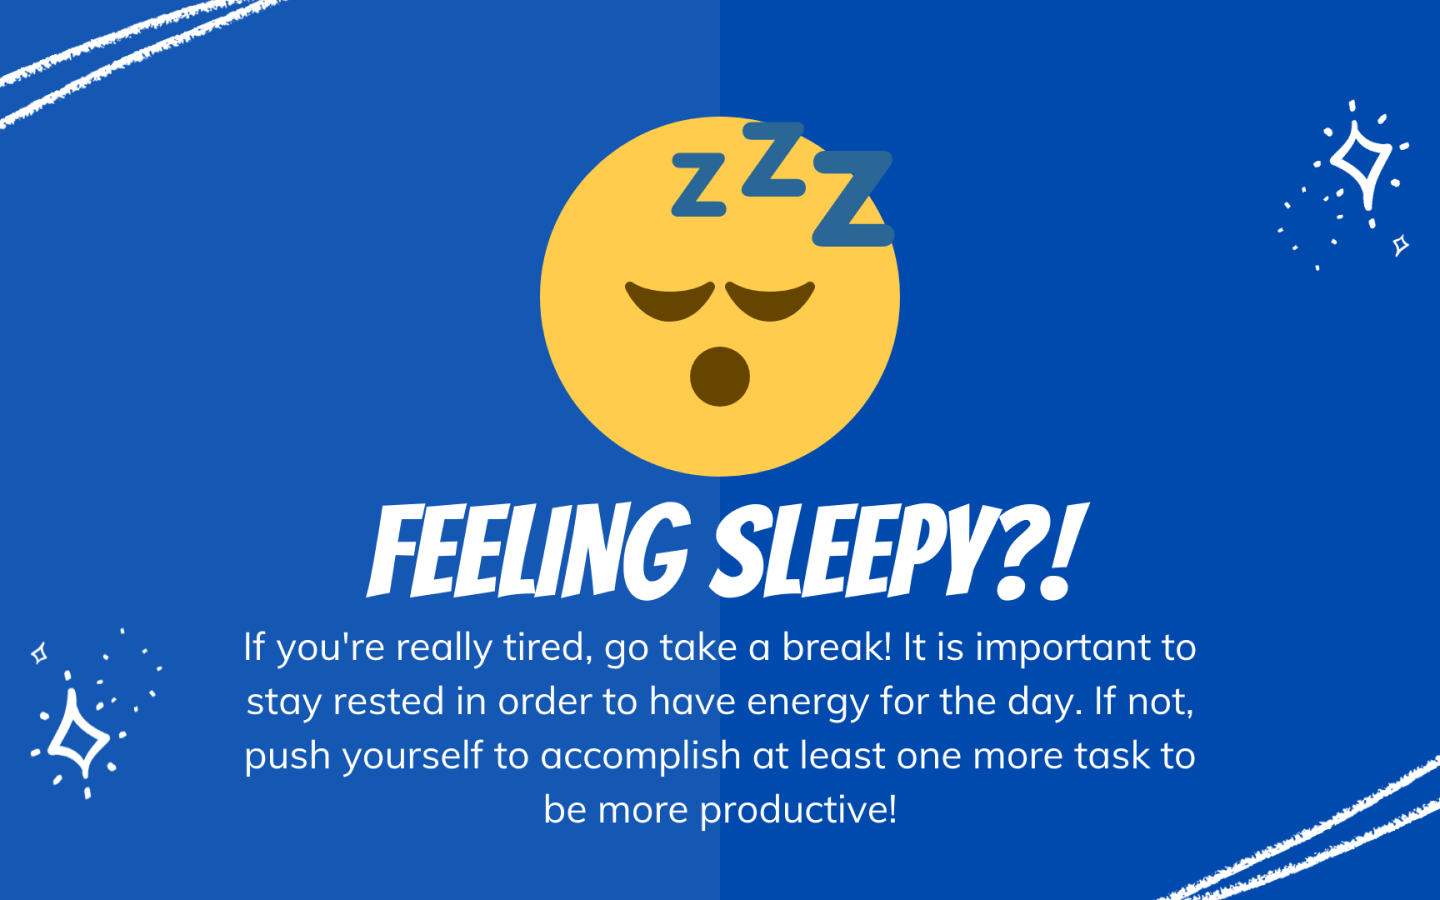 z z z
FEELING SLEEPY?!
If you're really tired, go take a break! It is important to
stay rested in order to have energy for the day. If not,
push yourself to accomplish at least one more task to
be more productive!